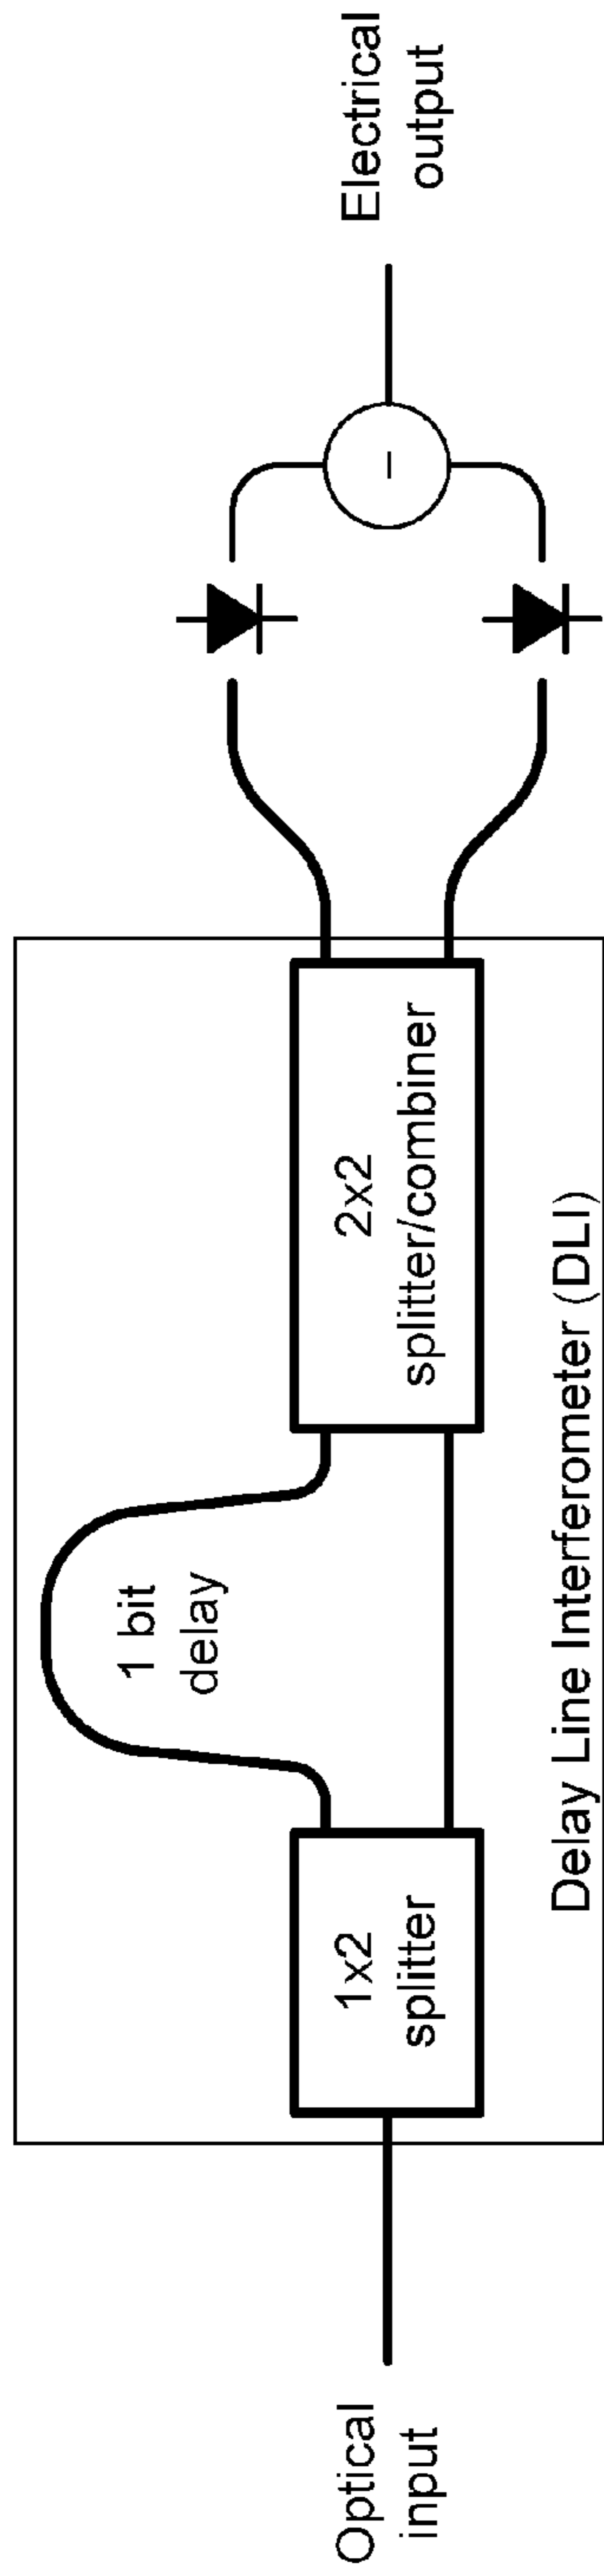 Optical
input
1x2
splitter
1 bit
delay
2x2
splitter/combiner
Delay Line Interferometer (DLI)
−
Electrical
output